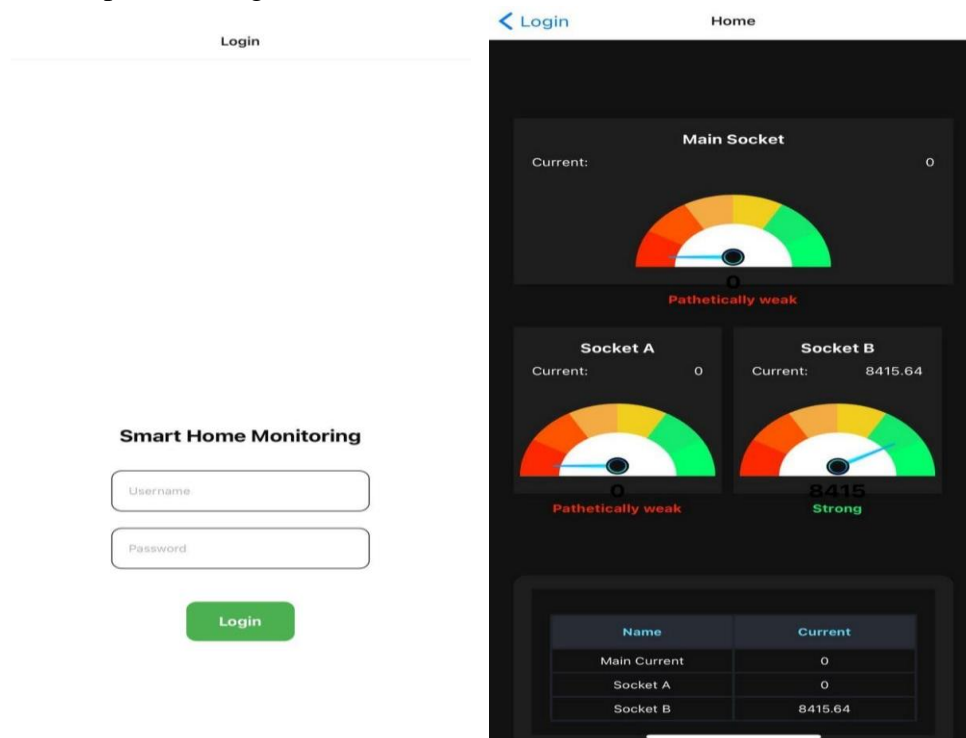 Login
Smart Home Monitoring
Username
Password
Login
Login
Home
Main Socket
Current: 0
0
Pathetically weak
Socket A
Current: 0
0
Pathetically weak
Socket B
Current: 8415.64
8415
Strong
Name Current
Main Current 0
Socket A 0
Socket B 8415.64